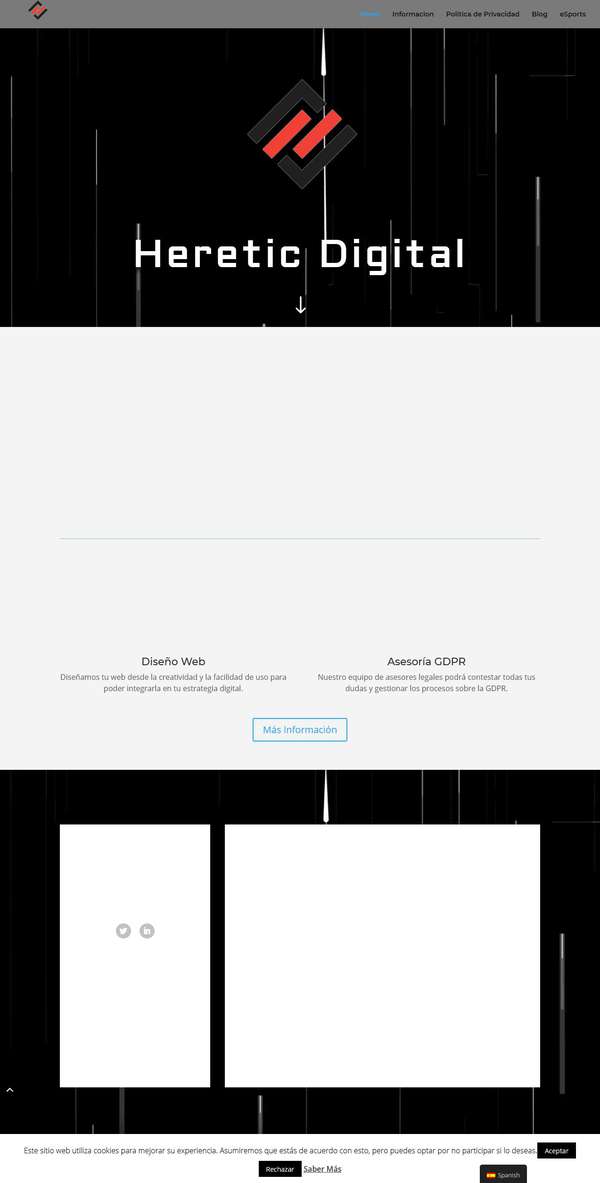 Home Informacion Politica de Privacidad Blog eSports
Heretic Digital
Diseño Web
Diseñamos tu web desde la creatividad y la facilidad de uso para
poder integrarla en tu estrategia digital.
Asesoría GDPR
Nuestro equipo de asesores legales podrá contestar todas tus
dudas y gestionar los procesos sobre la GDPR.
Más Información
Este sitio web utiliza cookies para mejorar su experiencia. Asumiremos que estás de acuerdo con esto, pero puedes optar por no participar si lo deseas. Aceptar
Rechazar Saber Más
Spanish